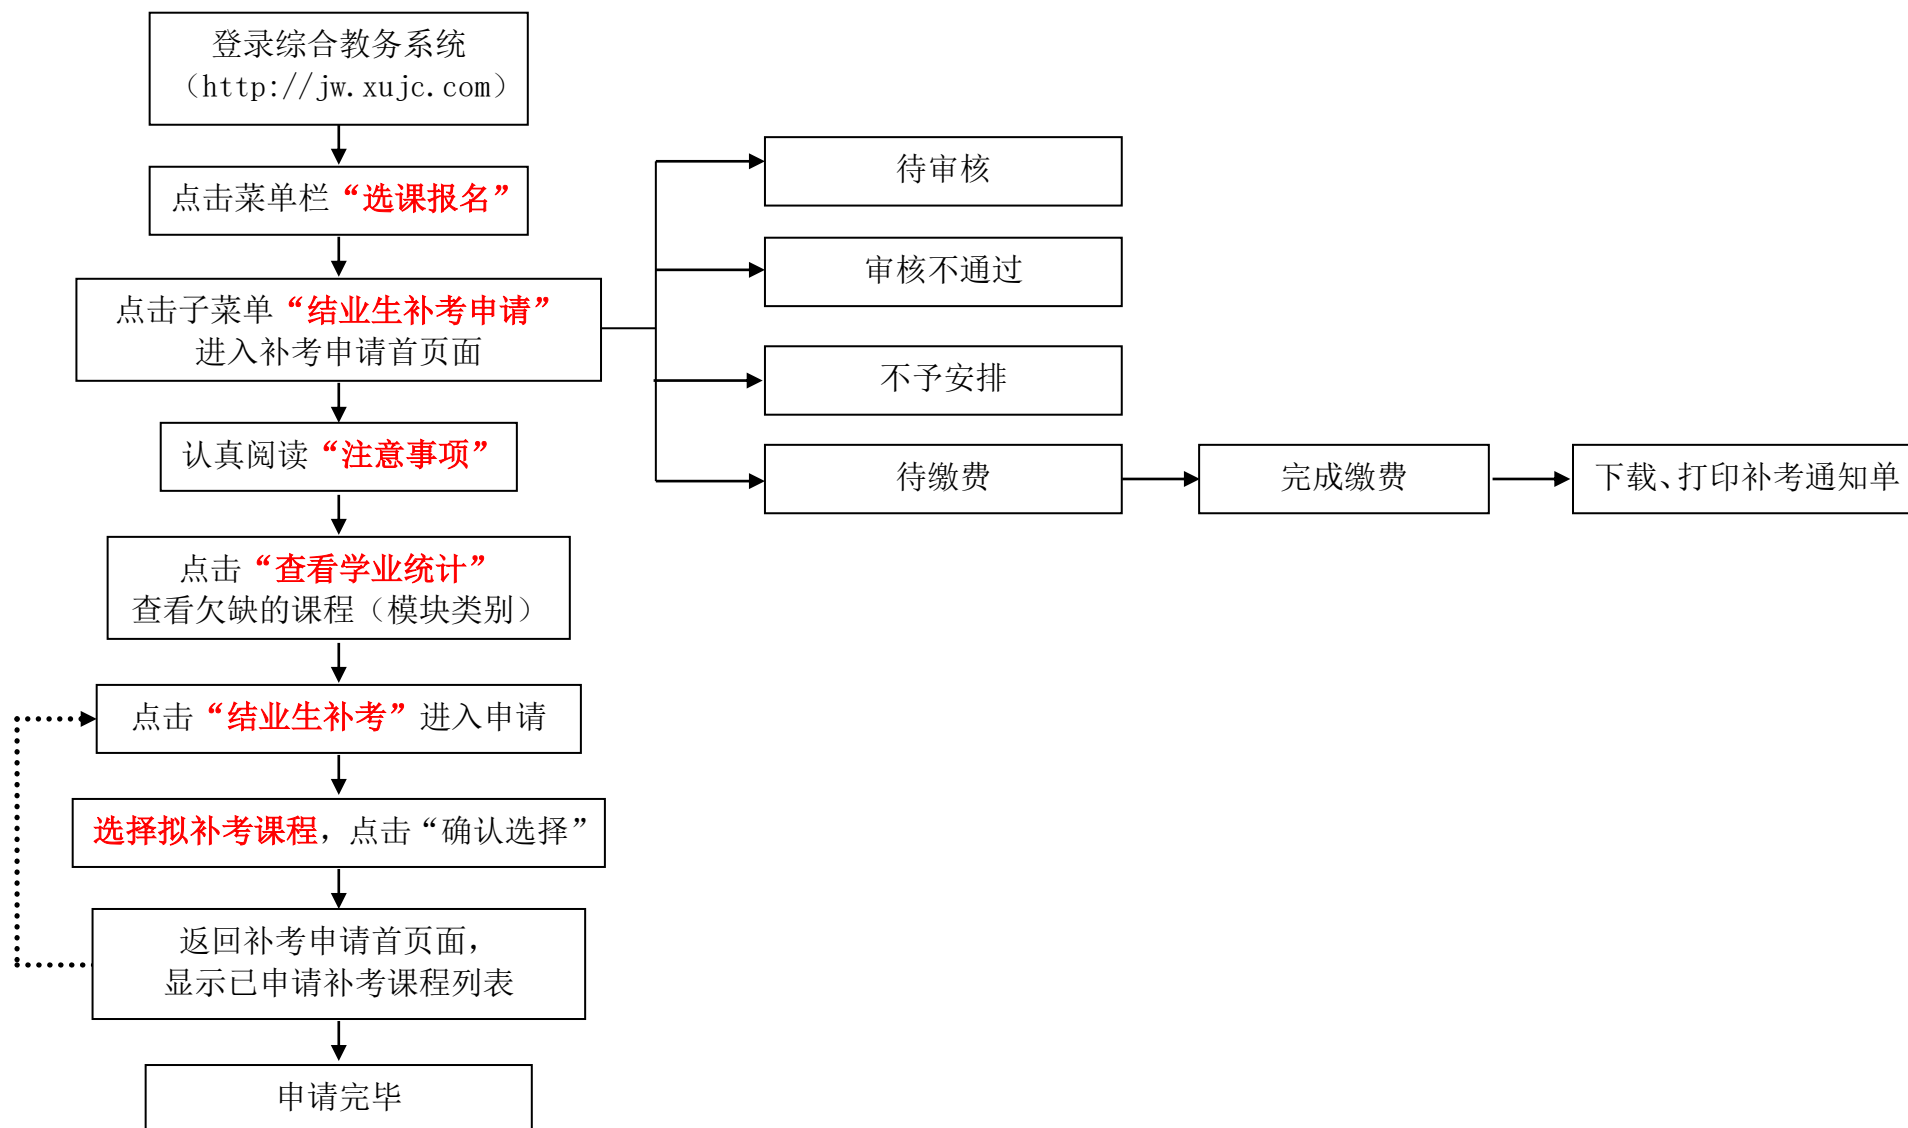 登录综合教务系统
（http://jw.xujc.com）
点击菜单栏“选课报名”
点击子菜单“结业生补考申请”
进入补考申请首页面
认真阅读“注意事项”
点击“查看学业统计”
查看欠缺的课程（模块类别）
点击“结业生补考”进入申请
选择拟补考课程，点击“确认选择”
返回补考申请首页面，
显示已申请补考课程列表
申请完毕
待审核
审核不通过
不予安排
待缴费
完成缴费
下载、打印补考通知单